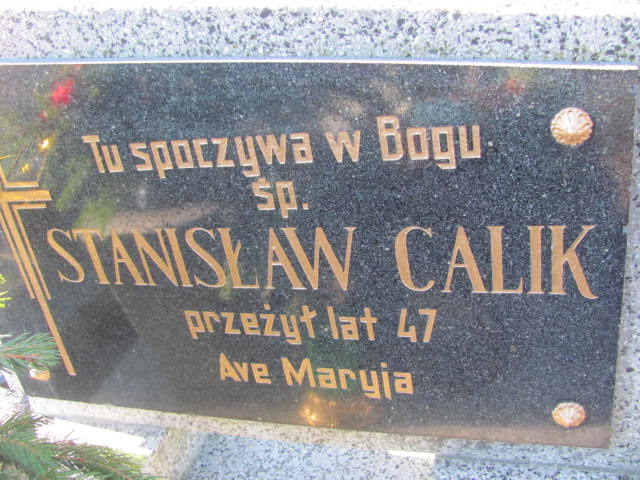 Tu spoczywa w Bogu
śp.
STANISŁAW CALIK
przeżył lat 47
Ave Maryja